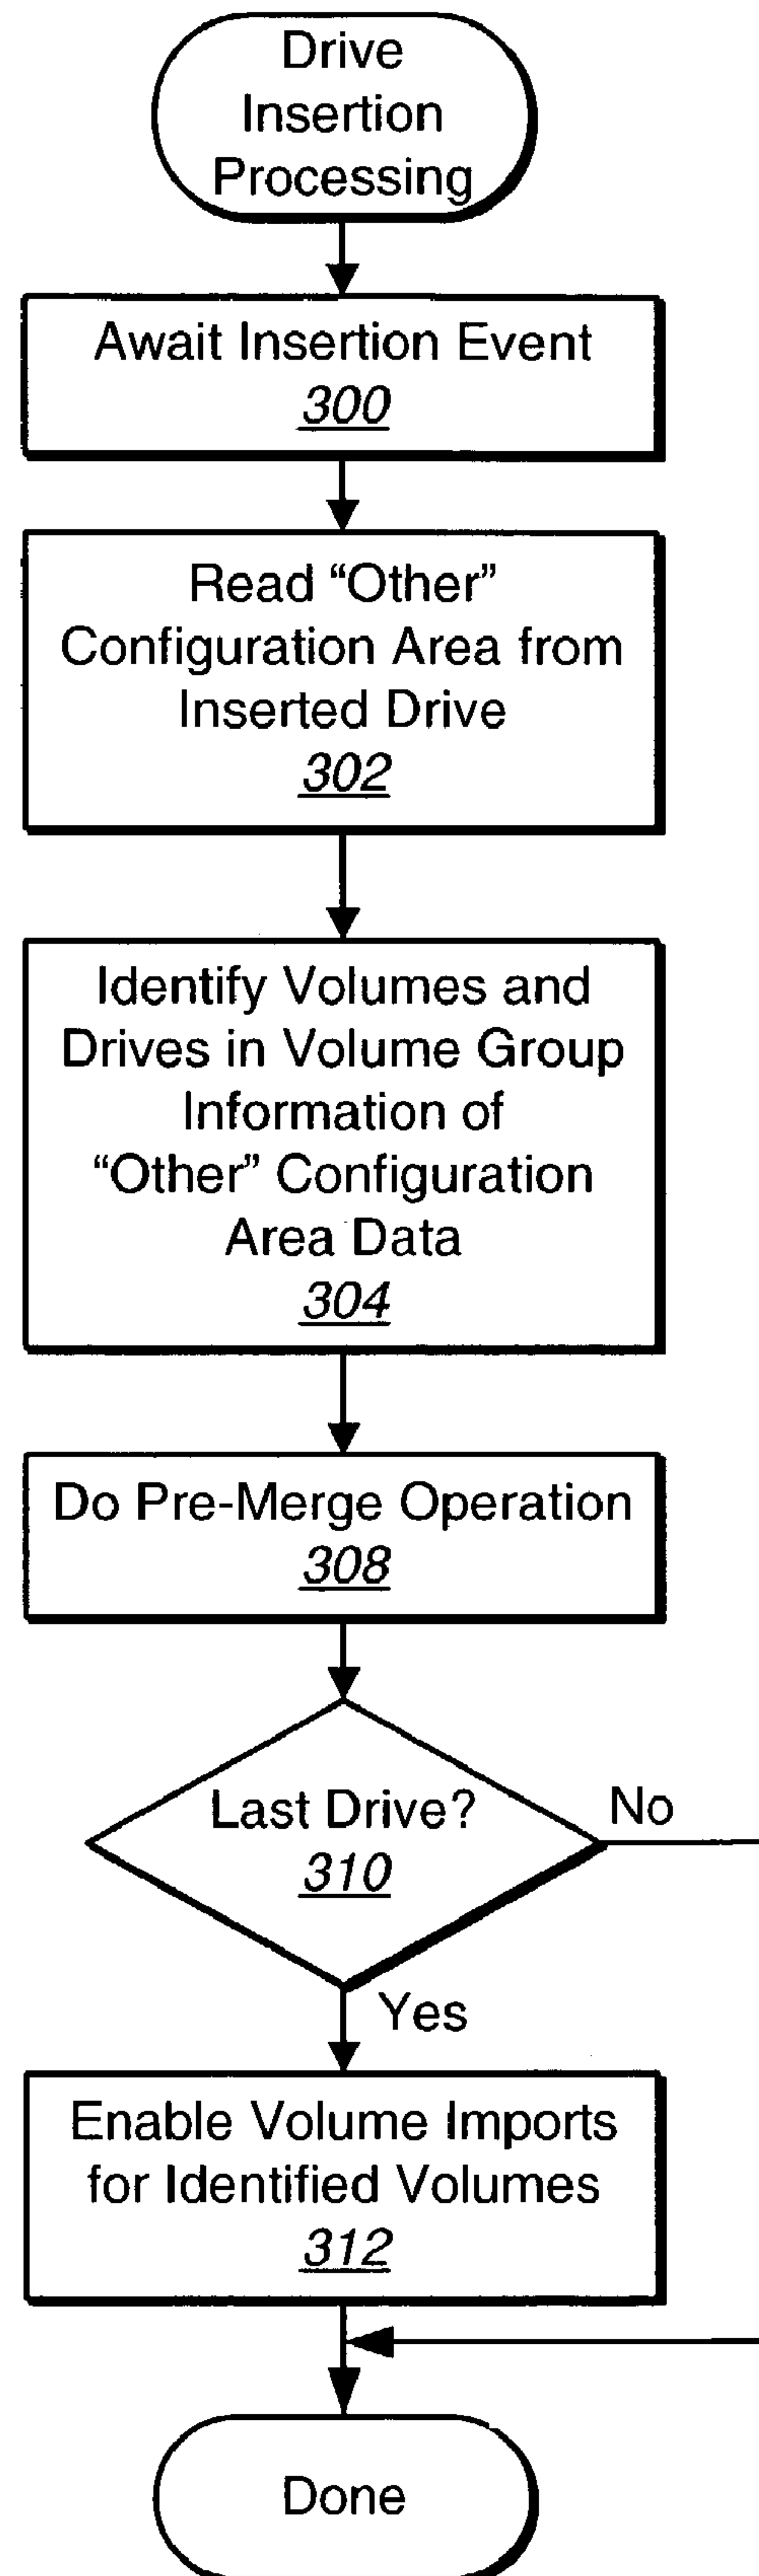 Drive
Insertion
Processing
Await Insertion Event
300
Read “Other”
Configuration Area from
Inserted Drive
302
Identify Volumes and
Drives in Volume Group
Information of
“Other” Configuration
Area Data
304
Do Pre-Merge Operation
308
Last Drive?
310
No
Yes
Enable Volume Imports
for Identified Volumes
312
Done